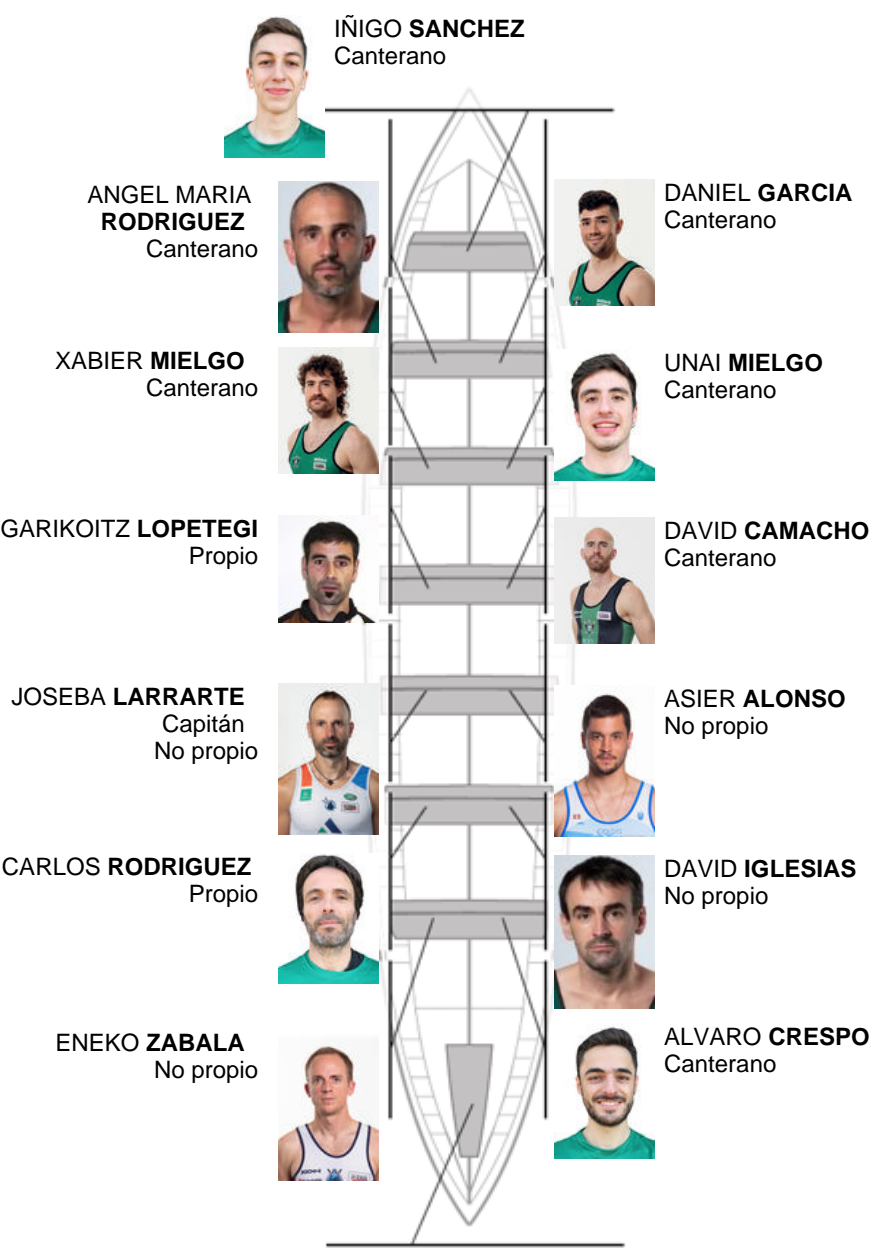 IÑIGO SANCHEZ
Canterano
ANGEL MARIA
RODRIGUEZ
Canterano
DANIEL GARCIA
Canterano
XABIER MIELGO
Canterano
UNAI MIELGO
Canterano
GARIKOITZ LOPETEGI
Propio
DAVID CAMACHO
Canterano
JOSEBA LARRARTE
Capitán
No propio
ASIER ALONSO
No propio
CARLOS RODRIGUEZ
Propio
DAVID IGLESIAS
No propio
ENEKO ZABALA
No propio
ALVARO CRESPO
Canterano